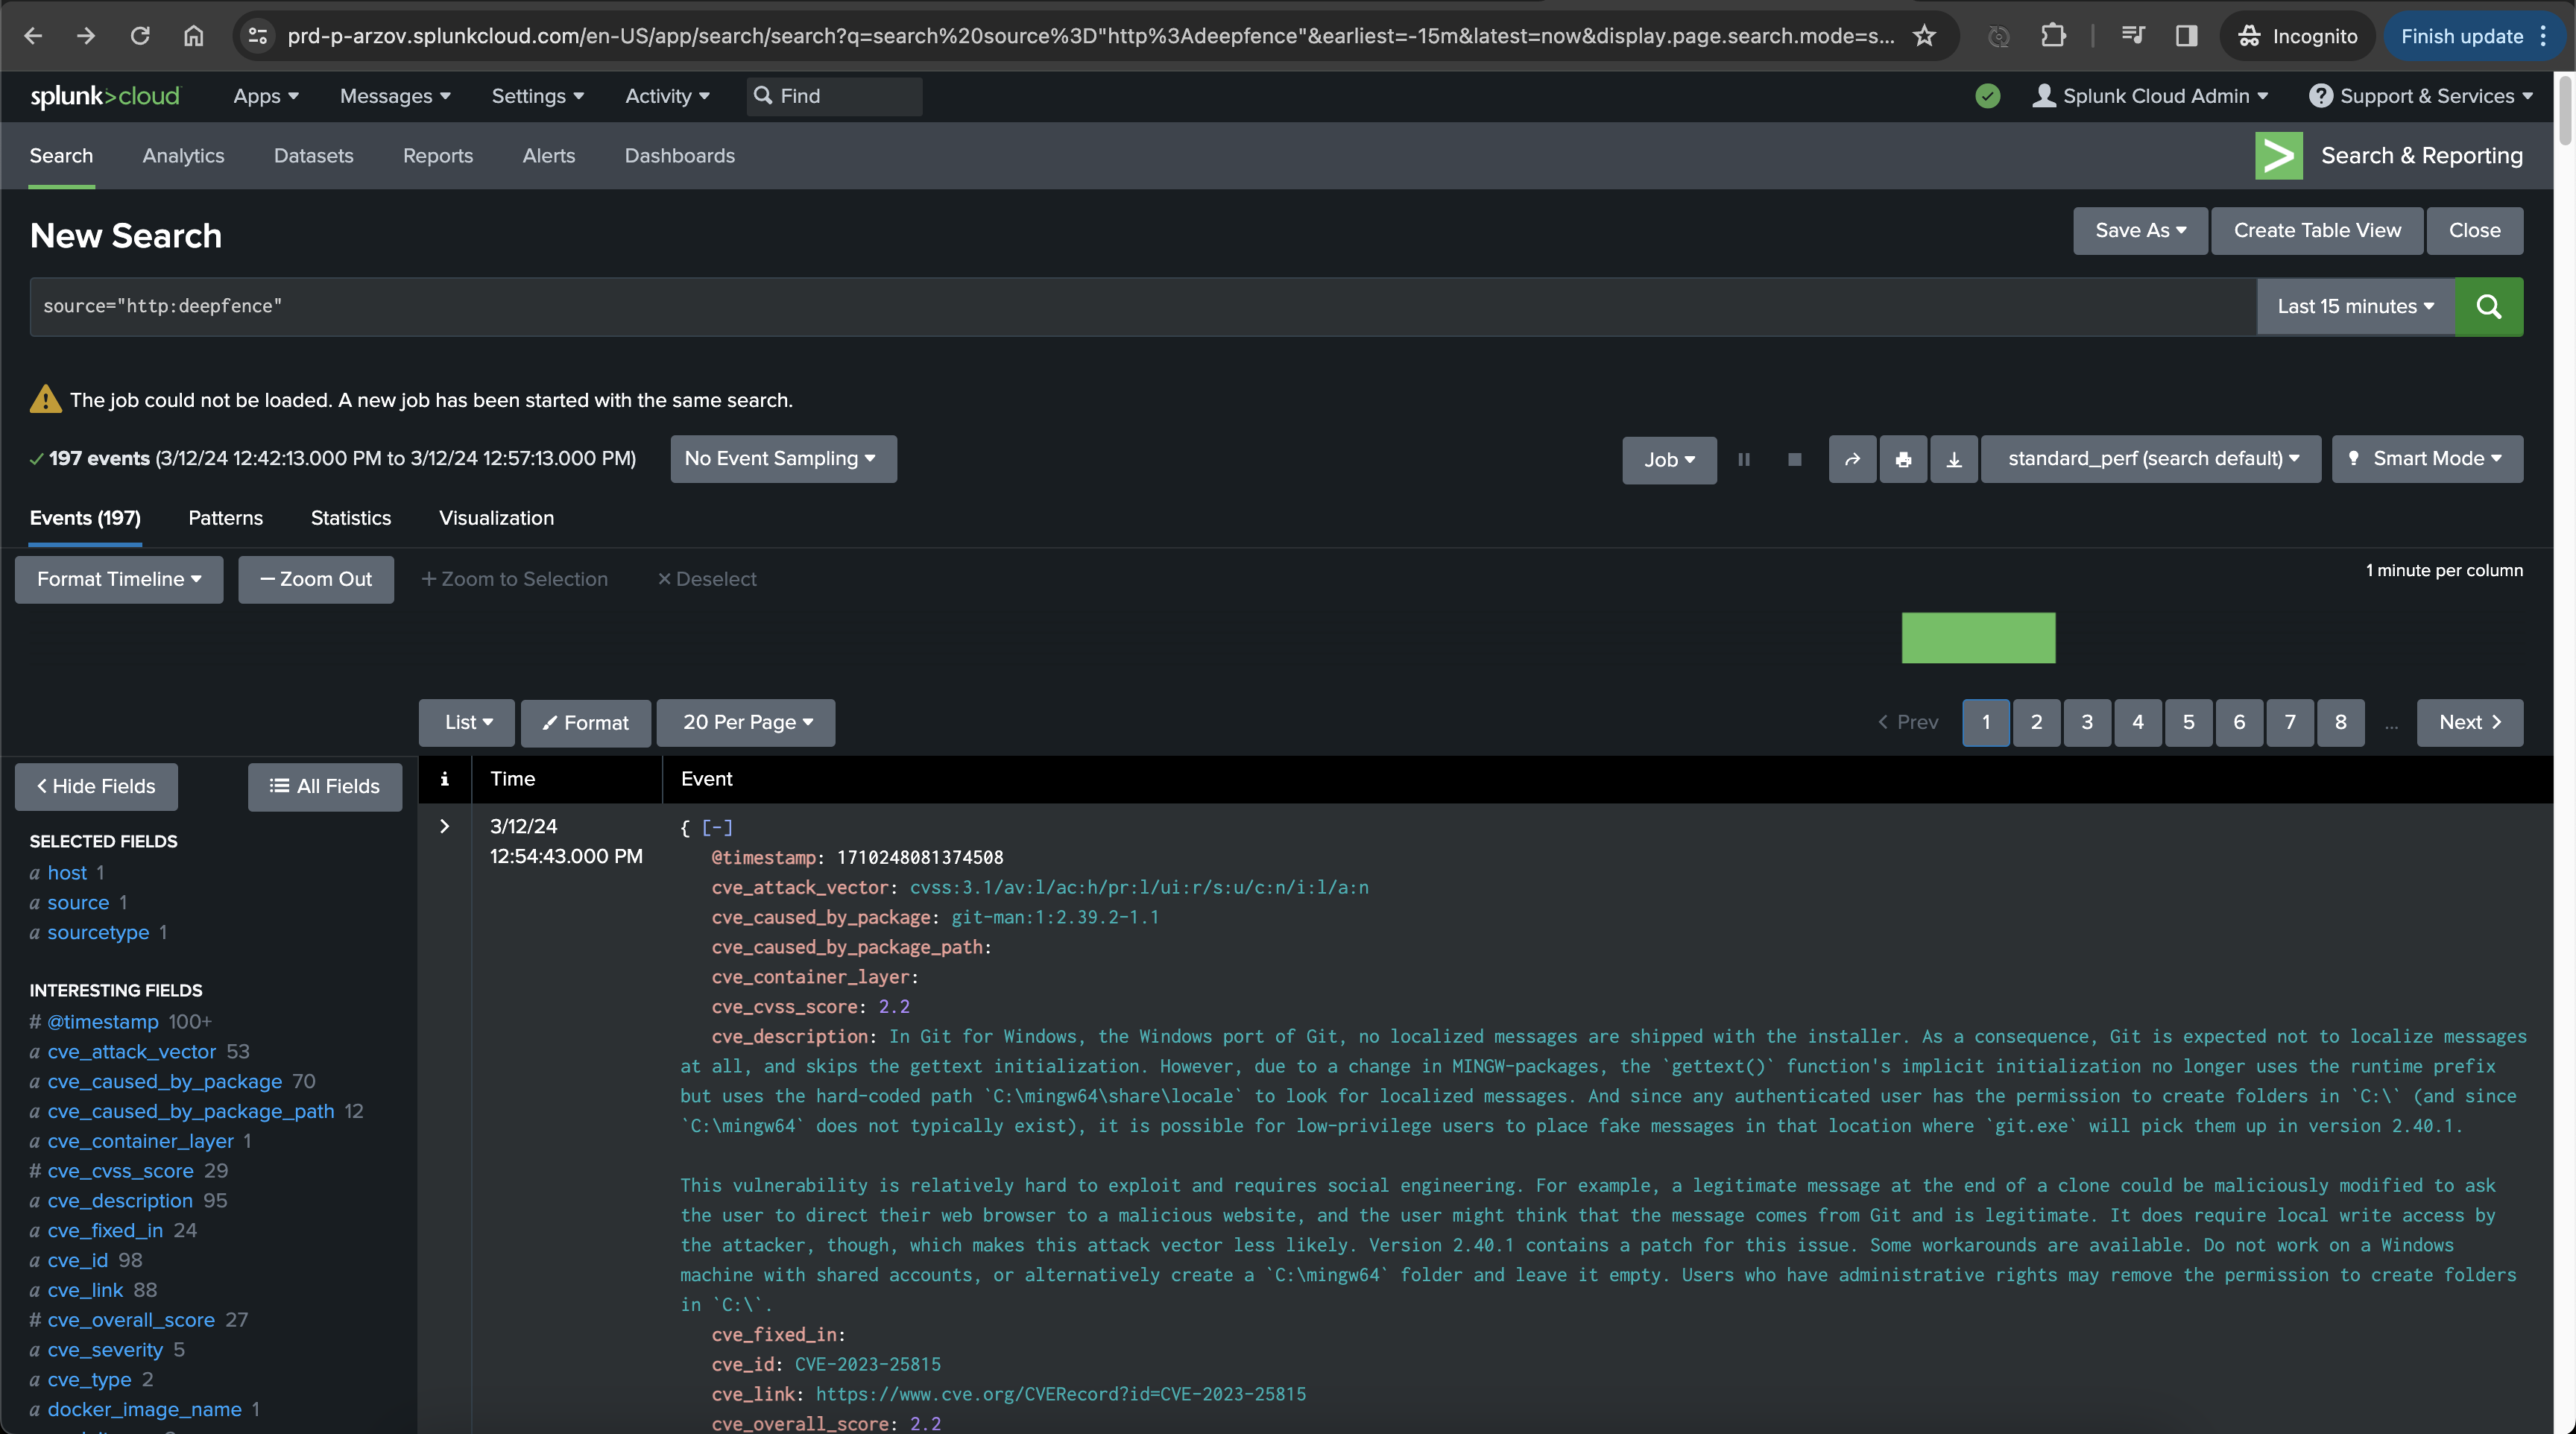 prd-p-arzov.splunkcloud.com/en-US/app/search/search?q=search%20source%3D"http%3Adeepfence"&earliest=-15m&latest=now&display.page.search.mode=s...
Incognito
Finish update
splunk>cloud
Apps
Messages
Settings
Activity
Find
Splunk Cloud Admin
Support & Services
Search
Analytics
Datasets
Reports
Alerts
Dashboards
Search & Reporting
New Search
Save As
Create Table View
Close
source="http:deepfence"
Last 15 minutes
The job could not be loaded. A new job has been started with the same search.
197 events (3/12/24 12:42:13.000 PM to 3/12/24 12:57:13.000 PM)
No Event Sampling
Job
standard_perf (search default)
Smart Mode
Events (197)
Patterns
Statistics
Visualization
Format Timeline
— Zoom Out
+ Zoom to Selection
× Deselect
1 minute per column
List
Format
20 Per Page
< Prev
1
2
3
4
5
6
7
8
...
Next >
< Hide Fields
All Fields
i
Time
Event
SELECTED FIELDS
a host 1
a source 1
a sourcetype 1
INTERESTING FIELDS
# @timestamp 100+
a cve_attack_vector 53
a cve_caused_by_package 70
a cve_caused_by_package_path 12
a cve_container_layer 1
# cve_cvss_score 29
a cve_description 95
a cve_fixed_in 24
a cve_id 98
a cve_link 88
# cve_overall_score 27
a cve_severity 5
a cve_type 2
a docker_image_name 1
3/12/24
12:54:43.000 PM
{ [-]
@timestamp: 1710248081374508
cve_attack_vector: cvss:3.1/av:l/ac:h/pr:l/ui:r/s:u/c:n/i:l/a:n
cve_caused_by_package: git-man:1:2.39.2-1.1
cve_caused_by_package_path:
cve_container_layer:
cve_cvss_score: 2.2
cve_description: In Git for Windows, the Windows port of Git, no localized messages are shipped with the installer. As a consequence, Git is expected not to localize messages
at all, and skips the gettext initialization. However, due to a change in MINGW-packages, the `gettext()` function's implicit initialization no longer uses the runtime prefix
but uses the hard-coded path `C:\mingw64\share\locale` to look for localized messages. And since any authenticated user has the permission to create folders in `C:\` (and since
`C:\mingw64` does not typically exist), it is possible for low-privilege users to place fake messages in that location where `git.exe` will pick them up in version 2.40.1.
This vulnerability is relatively hard to exploit and requires social engineering. For example, a legitimate message at the end of a clone could be maliciously modified to ask
the user to direct their web browser to a malicious website, and the user might think that the message comes from Git and is legitimate. It does require local write access by
the attacker, though, which makes this attack vector less likely. Version 2.40.1 contains a patch for this issue. Some workarounds are available. Do not work on a Windows
machine with shared accounts, or alternatively create a `C:\mingw64` folder and leave it empty. Users who have administrative rights may remove the permission to create folders
in `C:\`.
cve_fixed_in:
cve_id: CVE-2023-25815
cve_link: https://www.cve.org/CVERecord?id=CVE-2023-25815
cve_overall_score: 2.2